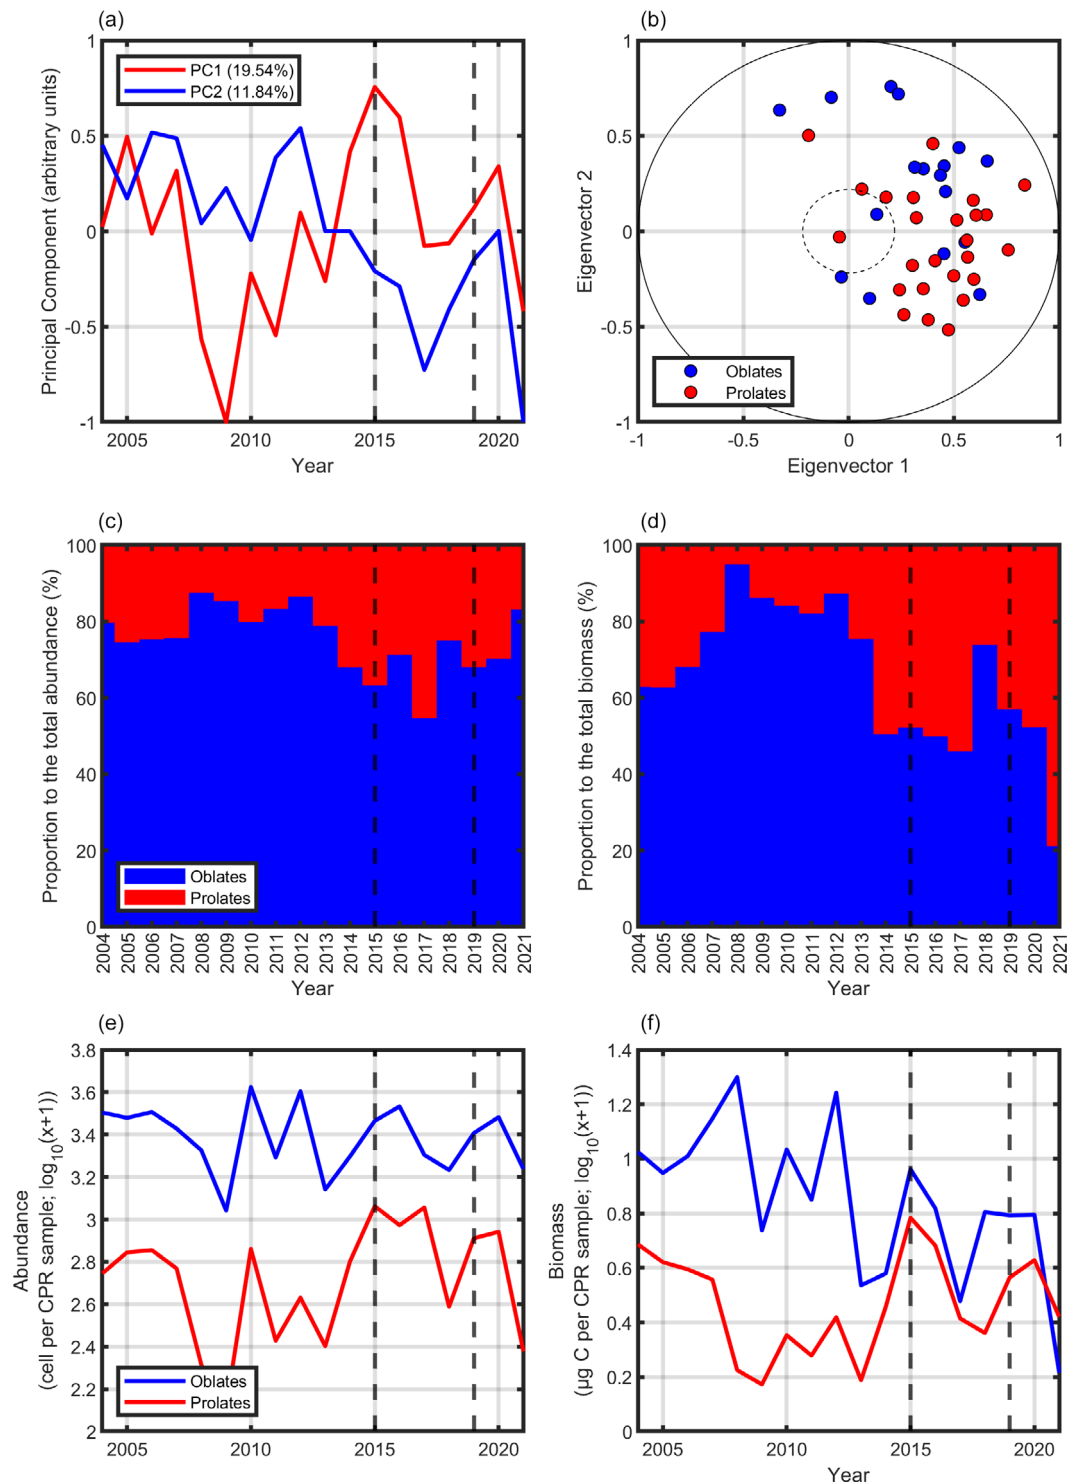 (a)
Principal Component (arbitrary units)
1
0.5
0
-0.5
-1
PC1 (19.54%)
PC2 (11.84%)
2005 2010 2015 2020
Year
(b)
Eigenvector 2
1
0.5
0
-0.5
-1
Oblates
Prolates
-1 -0.5 0 0.5 1
Eigenvector 1
(c)
Proportion to the total abundance (%)
100
80
60
40
20
0
Oblates
Prolates
2004 2005 2006 2007 2008 2009 2010 2011 2012 2013 2014 2015 2016 2017 2018 2019 2020 2021
Year
(d)
Proportion to the total biomass (%)
100
80
60
40
20
0
2004 2005 2006 2007 2008 2009 2010 2011 2012 2013 2014 2015 2016 2017 2018 2019 2020 2021
Year
(e)
Abundance
(cell per CPR sample; log10(x+1))
3.8
3.6
3.4
3.2
3
2.8
2.6
2.4
2.2
2
Oblates
Prolates
2005 2010 2015 2020
(f)
Biomass
(µg C per CPR sample; log10(x+1))
1.4
1.2
1
0.8
0.6
0.4
0.2
0
2005 2010 2015 2020
Year